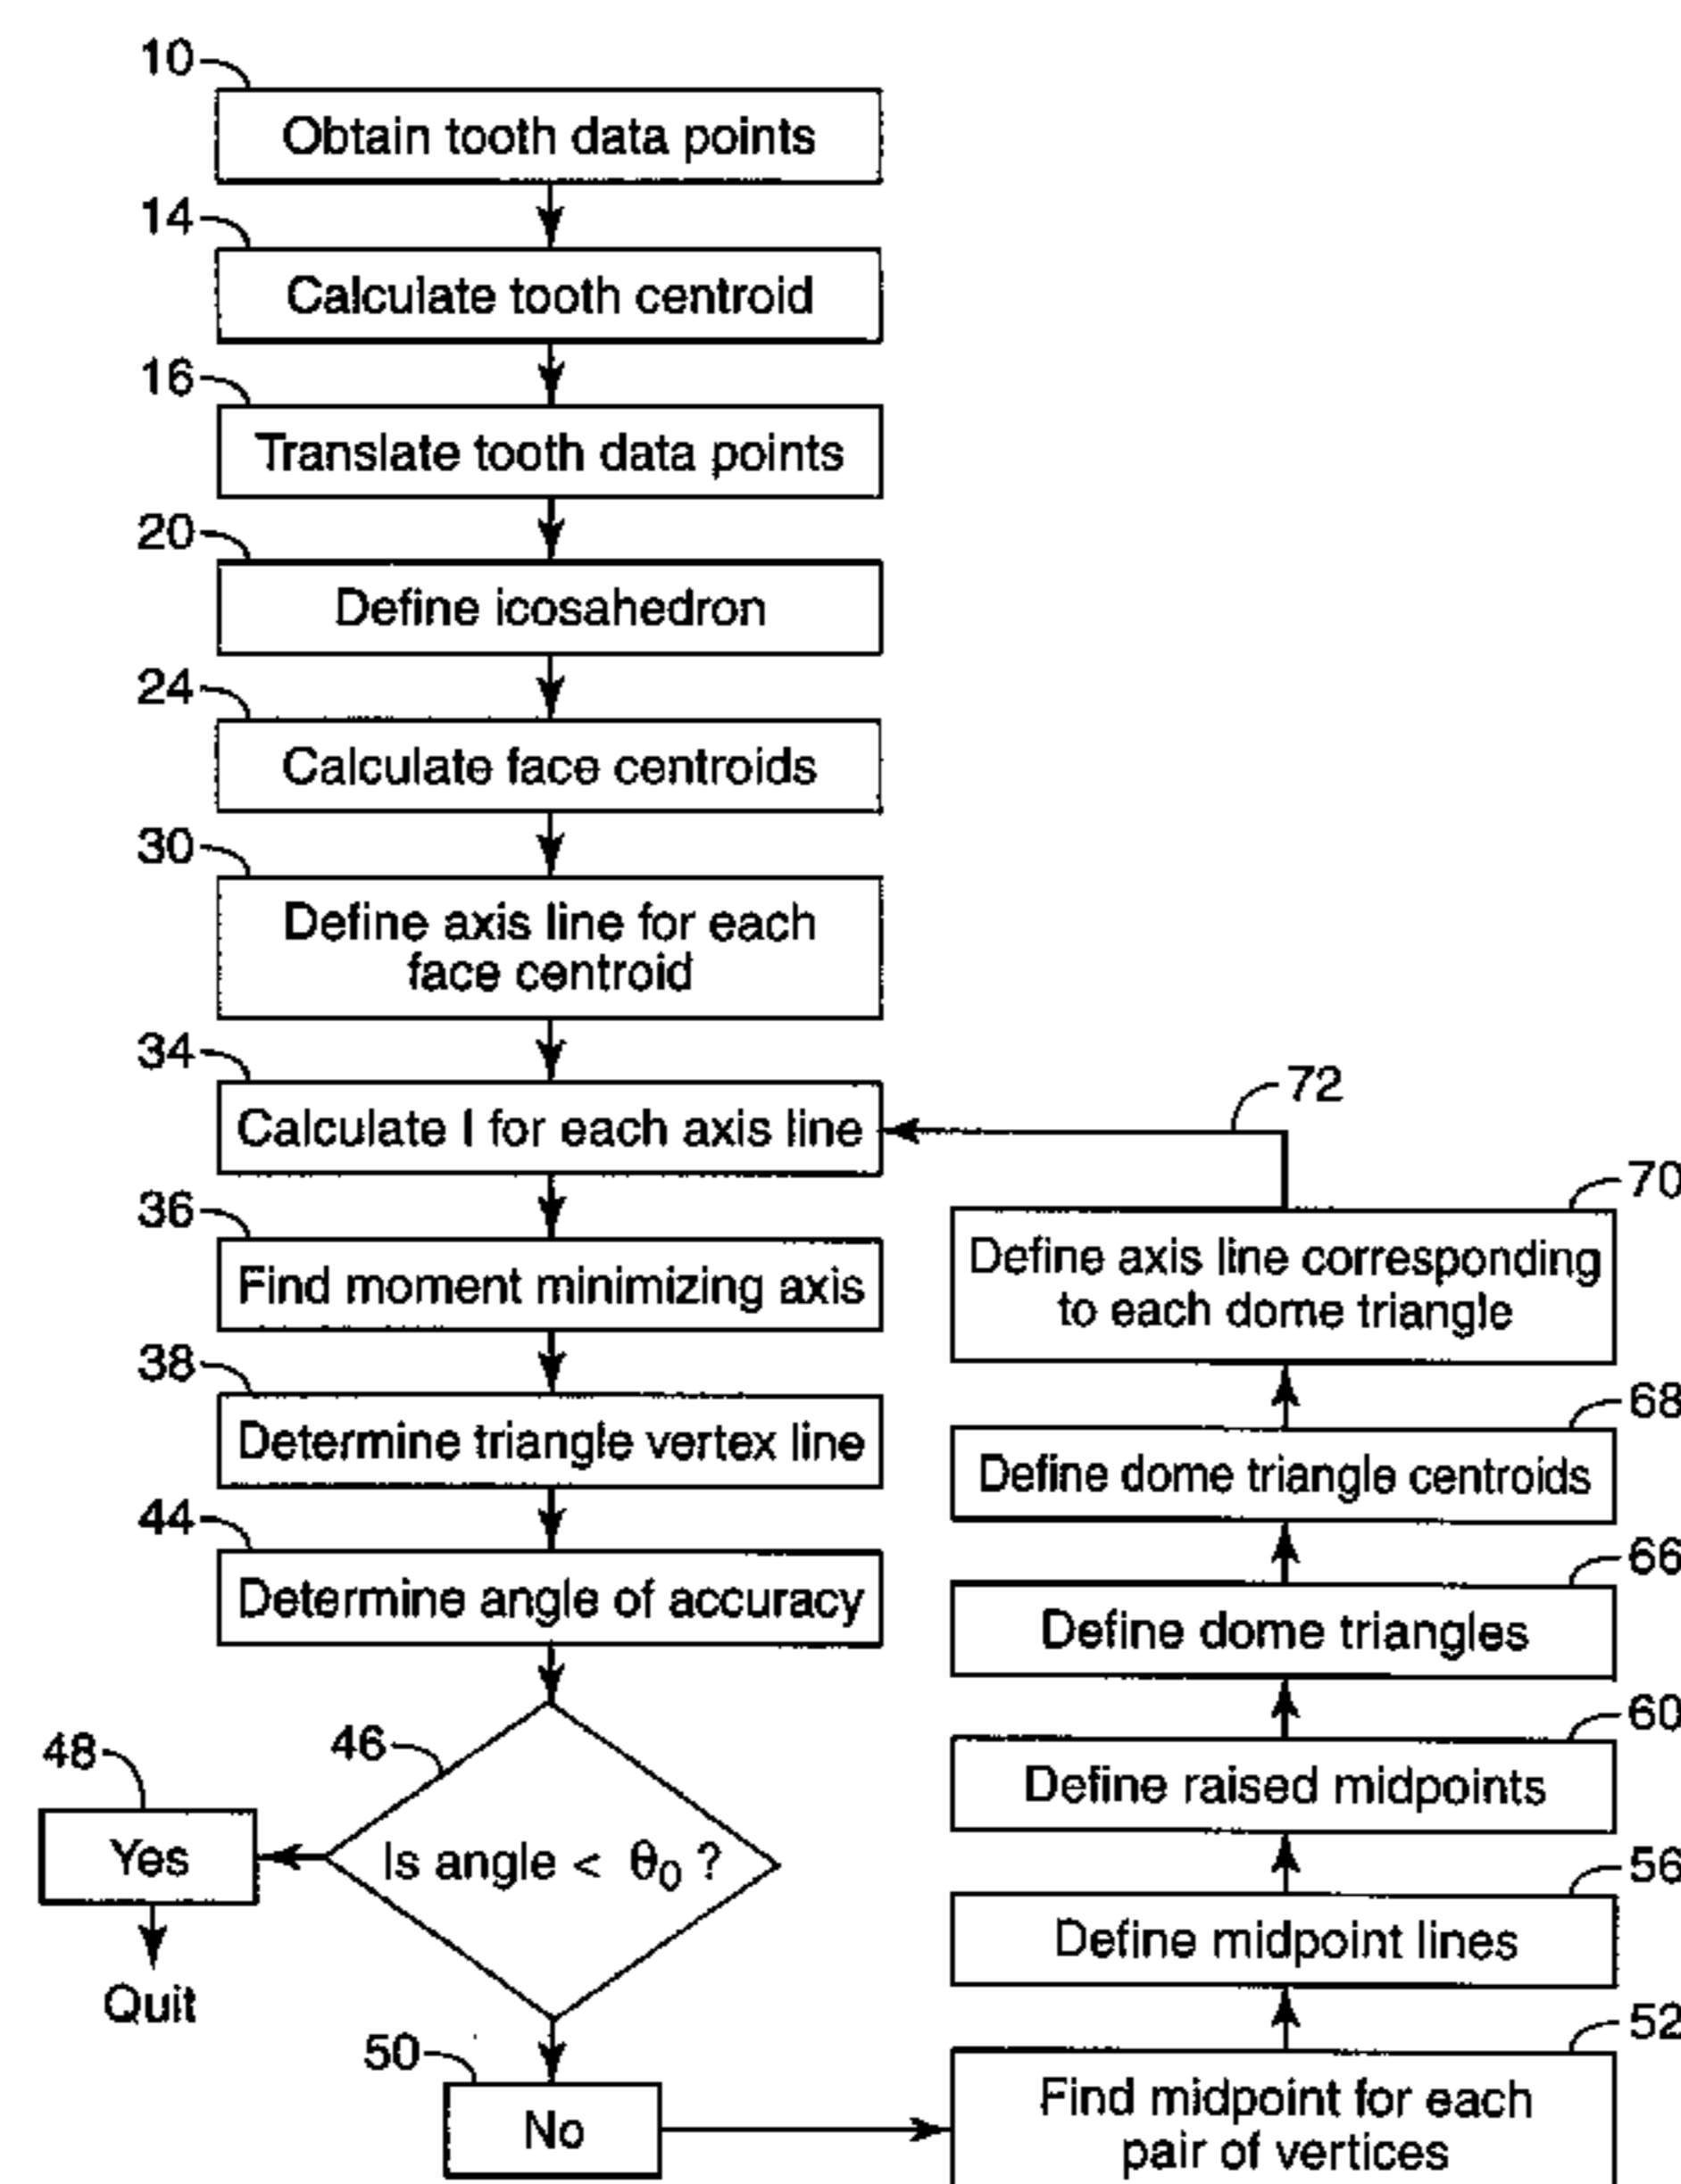 10
Obtain tooth data points
14
Calculate tooth centroid
16
Translate tooth data points
20
Define icosahedron
24
Calculate face centroids
30
Define axis line for each
face centroid
34
Calculate I for each axis line
72
36
Find moment minimizing axis
38
Determine triangle vertex line
44
Determine angle of accuracy
46
Is angle < θ0 ?
48
Yes
Quit
50
No
70
Define axis line corresponding
to each dome triangle
68
Define dome triangle centroids
66
Define dome triangles
60
Define raised midpoints
56
Define midpoint lines
52
Find midpoint for each
pair of vertices